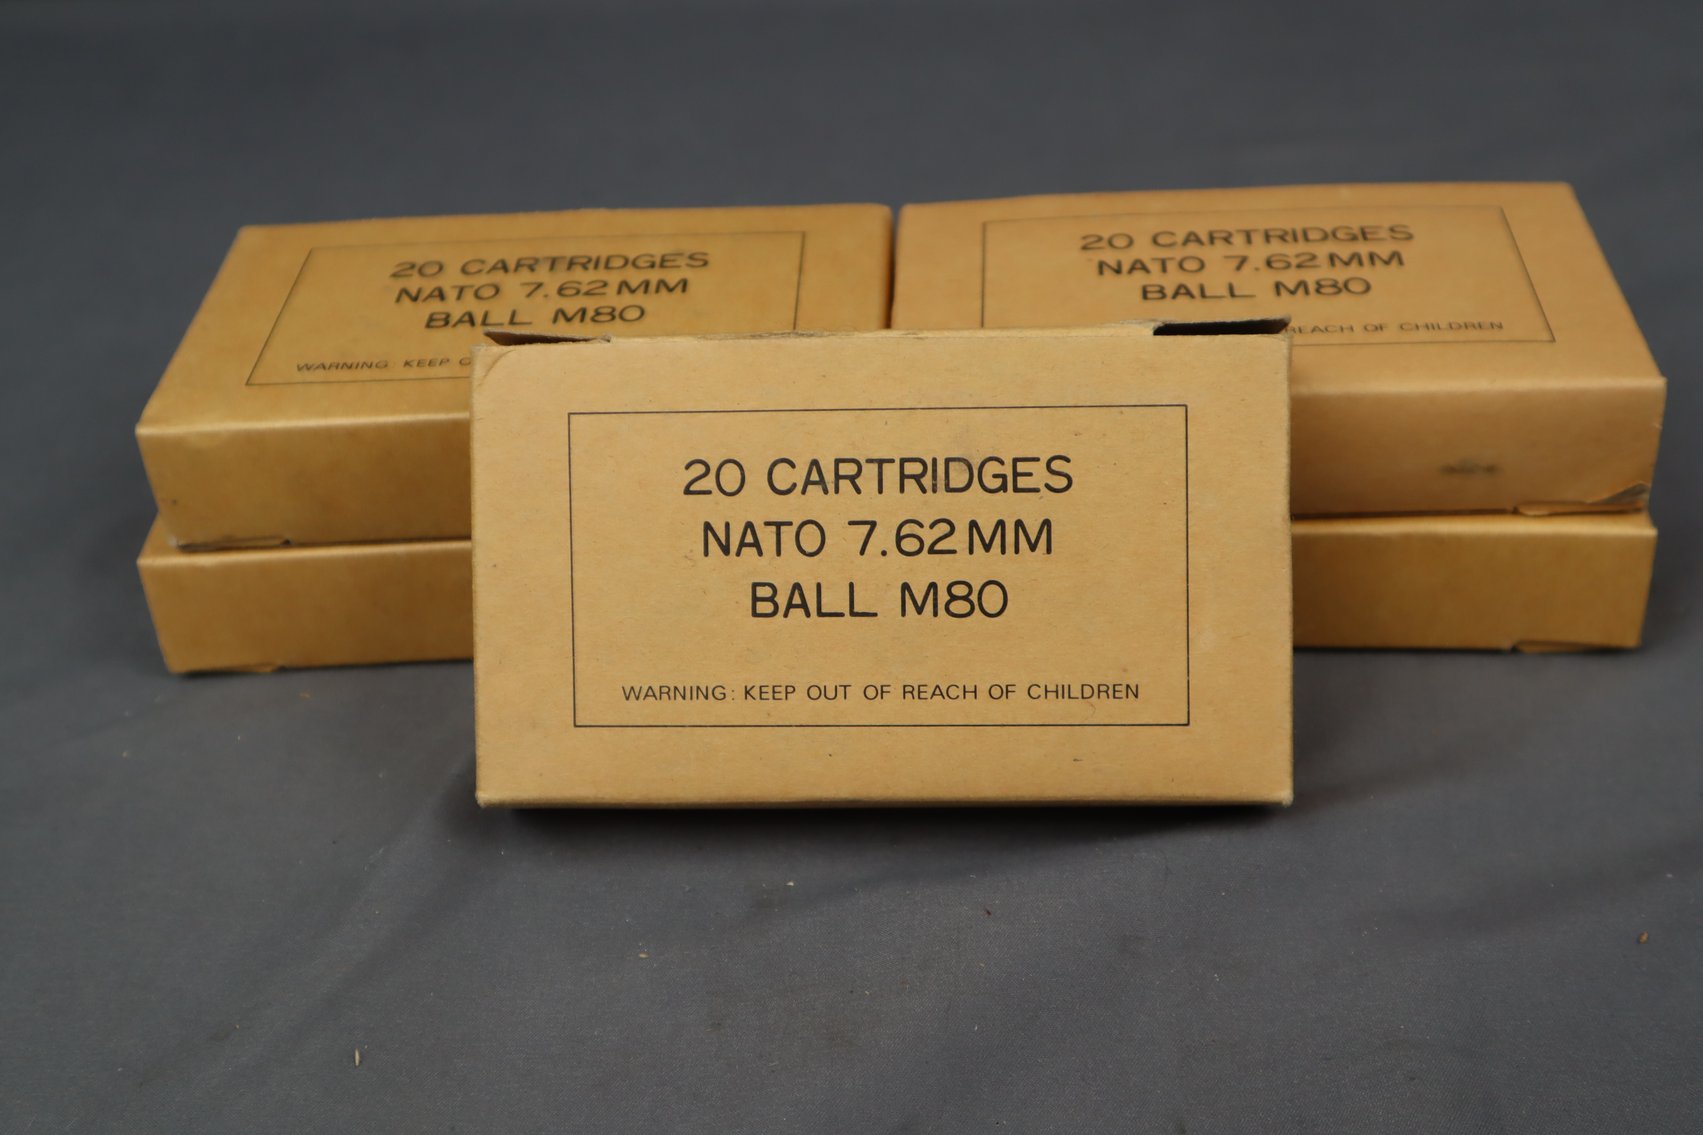 20 CARTRIDGES
NATO 7.62MM
BALL M80
WARNING: KEEP
20 CARTRIDGES
NATO 7.62MM
BALL M80
REACH OF CHILDREN
20 CARTRIDGES
NATO 7.62MM
BALL M80
WARNING: KEEP OUT OF REACH OF CHILDREN